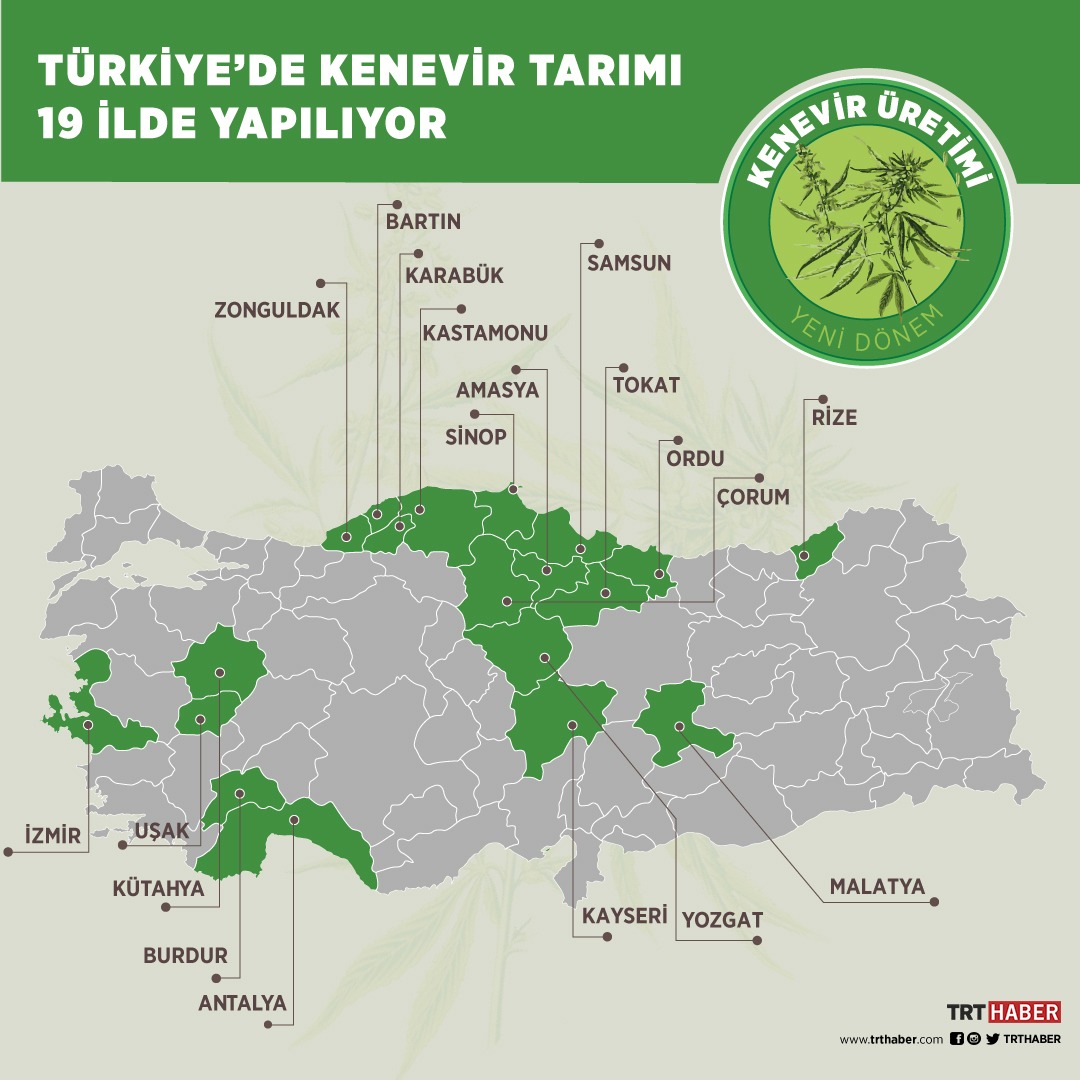 TÜRKİYE'DE KENEVİR TARIMI
19 İLDE YAPILIYOR
KENEVİR ÜRETİMİ
YENİ DÖNEM
BARTIN
KARABÜK
SAMSUN
ZONGULDAK
KASTAMONU
AMASYA
TOKAT
SİNOP
RİZE
ORDU
ÇORUM
İZMİR
UŞAK
KÜTAHYA
MALATYA
KAYSERİ
YOZGAT
BURDUR
ANTALYA
TRT HABER
www.trthaber.com TRTHABER